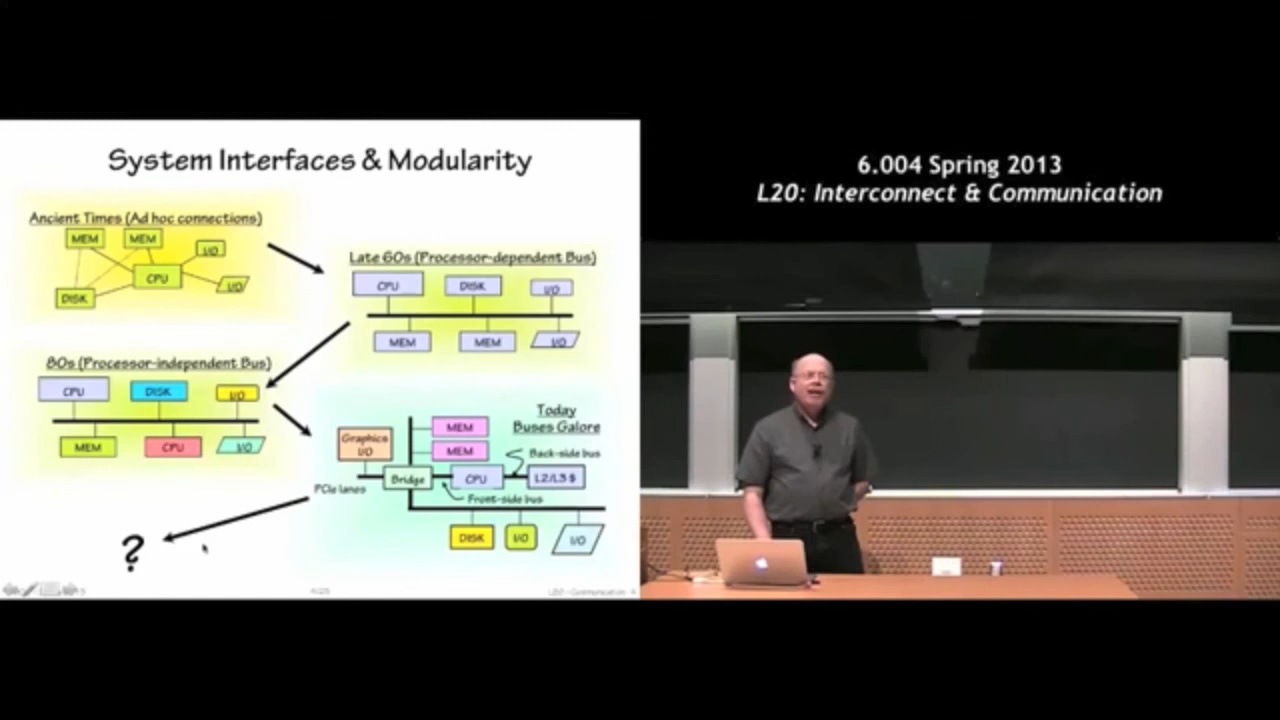 System Interfaces & Modularity
Ancient Times (Ad hoc connections)
MEM
MEM
I/O
CPU
I/O
DISK
Late 60s (Processor-dependent Bus)
CPU
DISK
I/O
MEM
MEM
I/O
80s (Processor-independent Bus)
CPU
DISK
I/O
MEM
CPU
I/O
Today
Buses Galore
Graphics
I/O
MEM
MEM
Back-side bus
Bridge
CPU
L2/L3 $
PCIe lanes
Front-side bus
DISK
I/O
I/O
?
6.004 Spring 2013
L20: Interconnect & Communication